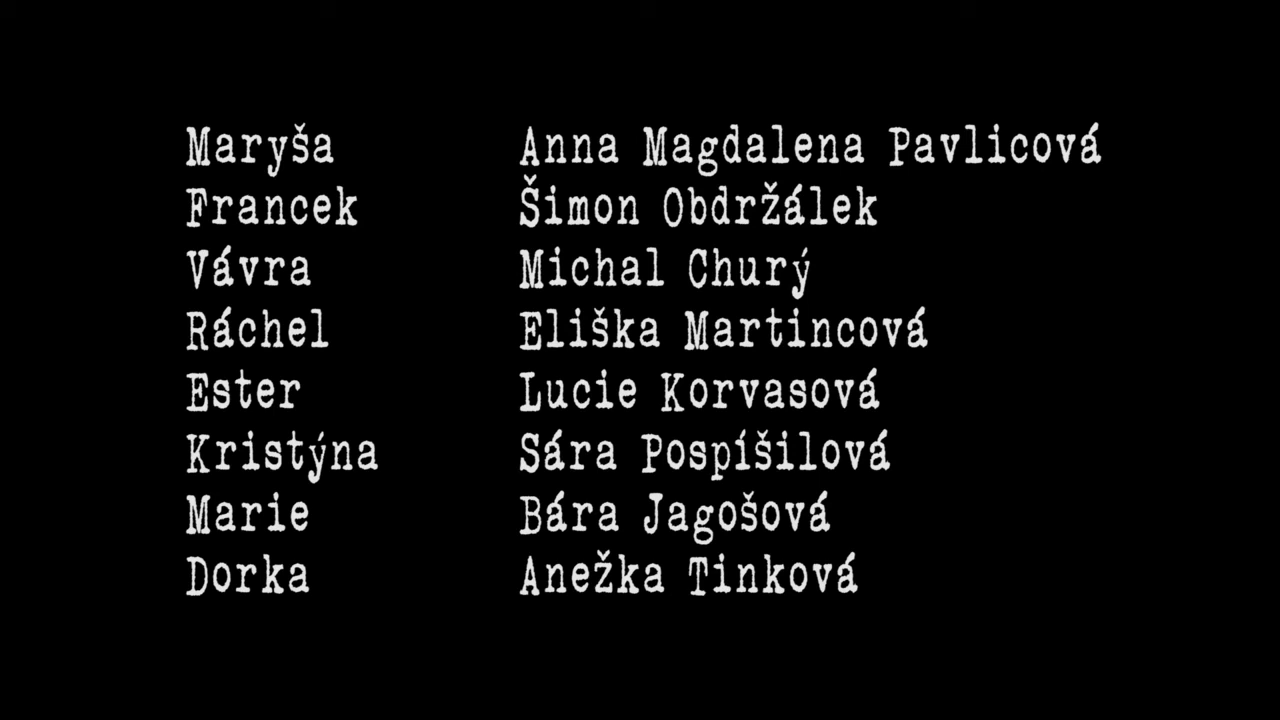 Maryša Anna Magdalena Pavlicová
Francek Šimon Obdržálek
Vávra Michal Churý
Ráchel Eliška Martincová
Ester Lucie Korvasová
Kristýna Sára Pospíšilová
Marie Bára Jagošová
Dorka Anežka Tinková